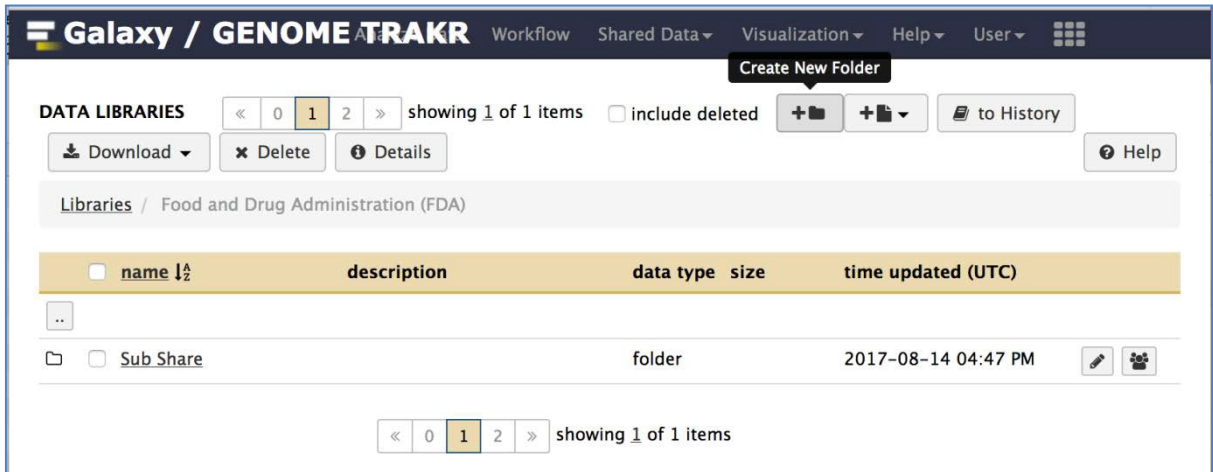 Galaxy / GENOME TRAKR Workflow Shared Data Visualization Help User
Create New Folder
DATA LIBRARIES « 0 1 2 » showing 1 of 1 items include deleted + + to History
Download x Delete Details Help
Libraries / Food and Drug Administration (FDA)
name AZ description data type size time updated (UTC)
..
Sub Share folder 2017-08-14 04:47 PM
« 0 1 2 » showing 1 of 1 items